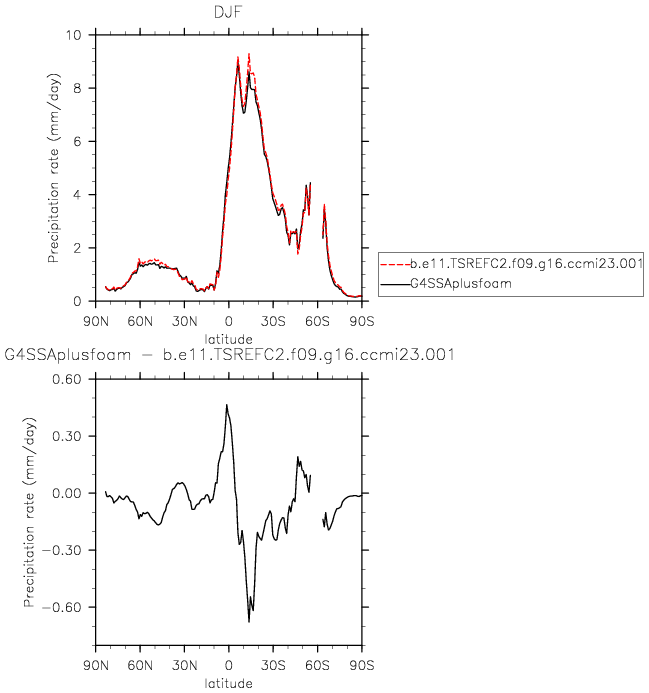 DJF
10
8
6
4
2
0
Precipitation rate (mm/day)
90N 60N 30N 0 30S 60S 90S
latitude
b.e11.TSREFC2.f09.g16.ccmi23.001
G4SSAplusfoam
G4SSAplusfoam − b.e11.TSREFC2.f09.g16.ccmi23.001
0.60
0.30
0.00
−0.30
−0.60
Precipitation rate (mm/day)
90N 60N 30N 0 30S 60S 90S
latitude